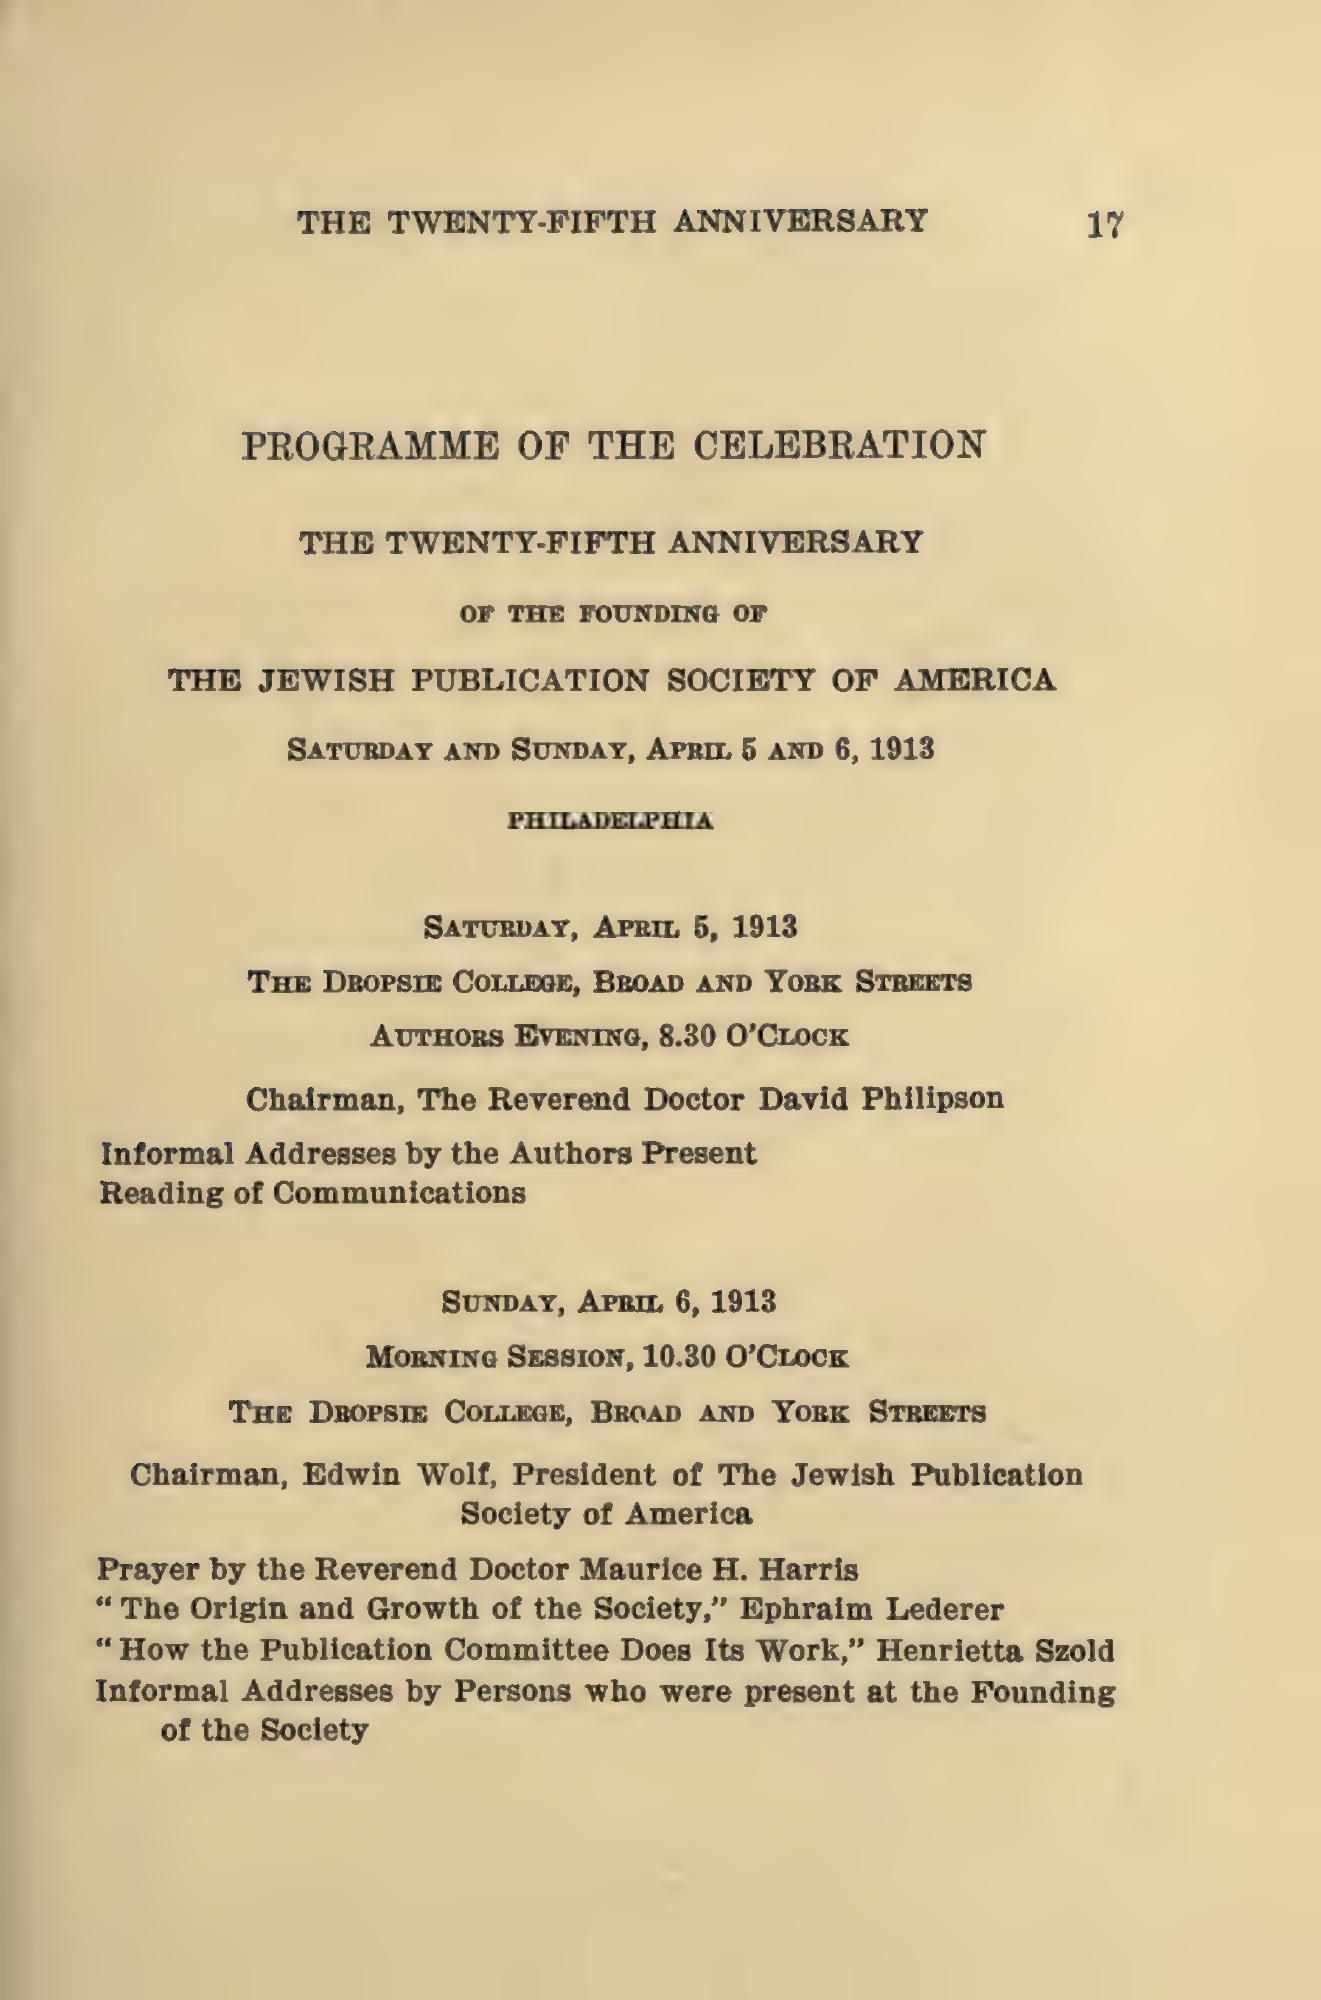 THE TWENTY-FIFTH ANNIVERSARY 17
PROGRAMME OF THE CELEBRATION
THE TWENTY-FIFTH ANNIVERSARY
OF THE FOUNDING OF
THE JEWISH PUBLICATION SOCIETY OF AMERICA
SATURDAY AND SUNDAY, APRIL 5 AND 6, 1913
PHILADELPHIA
SATURDAY, APRIL 5, 1913
THE DROPSIE COLLEGE, BROAD AND YORK STREETS
AUTHORS EVENING, 8.30 O'CLOCK
Chairman, The Reverend Doctor David Philipson
Informal Addresses by the Authors Present
Reading of Communications
SUNDAY, APRIL 6, 1913
MORNING SESSION, 10.30 O'CLOCK
THE DROPSIE COLLEGE, BROAD AND YORK STREETS
Chairman, Edwin Wolf, President of The Jewish Publication
Society of America
Prayer by the Reverend Doctor Maurice H. Harris
"The Origin and Growth of the Society," Ephraim Lederer
"How the Publication Committee Does Its Work," Henrietta Szold
Informal Addresses by Persons who were present at the Founding
of the Society